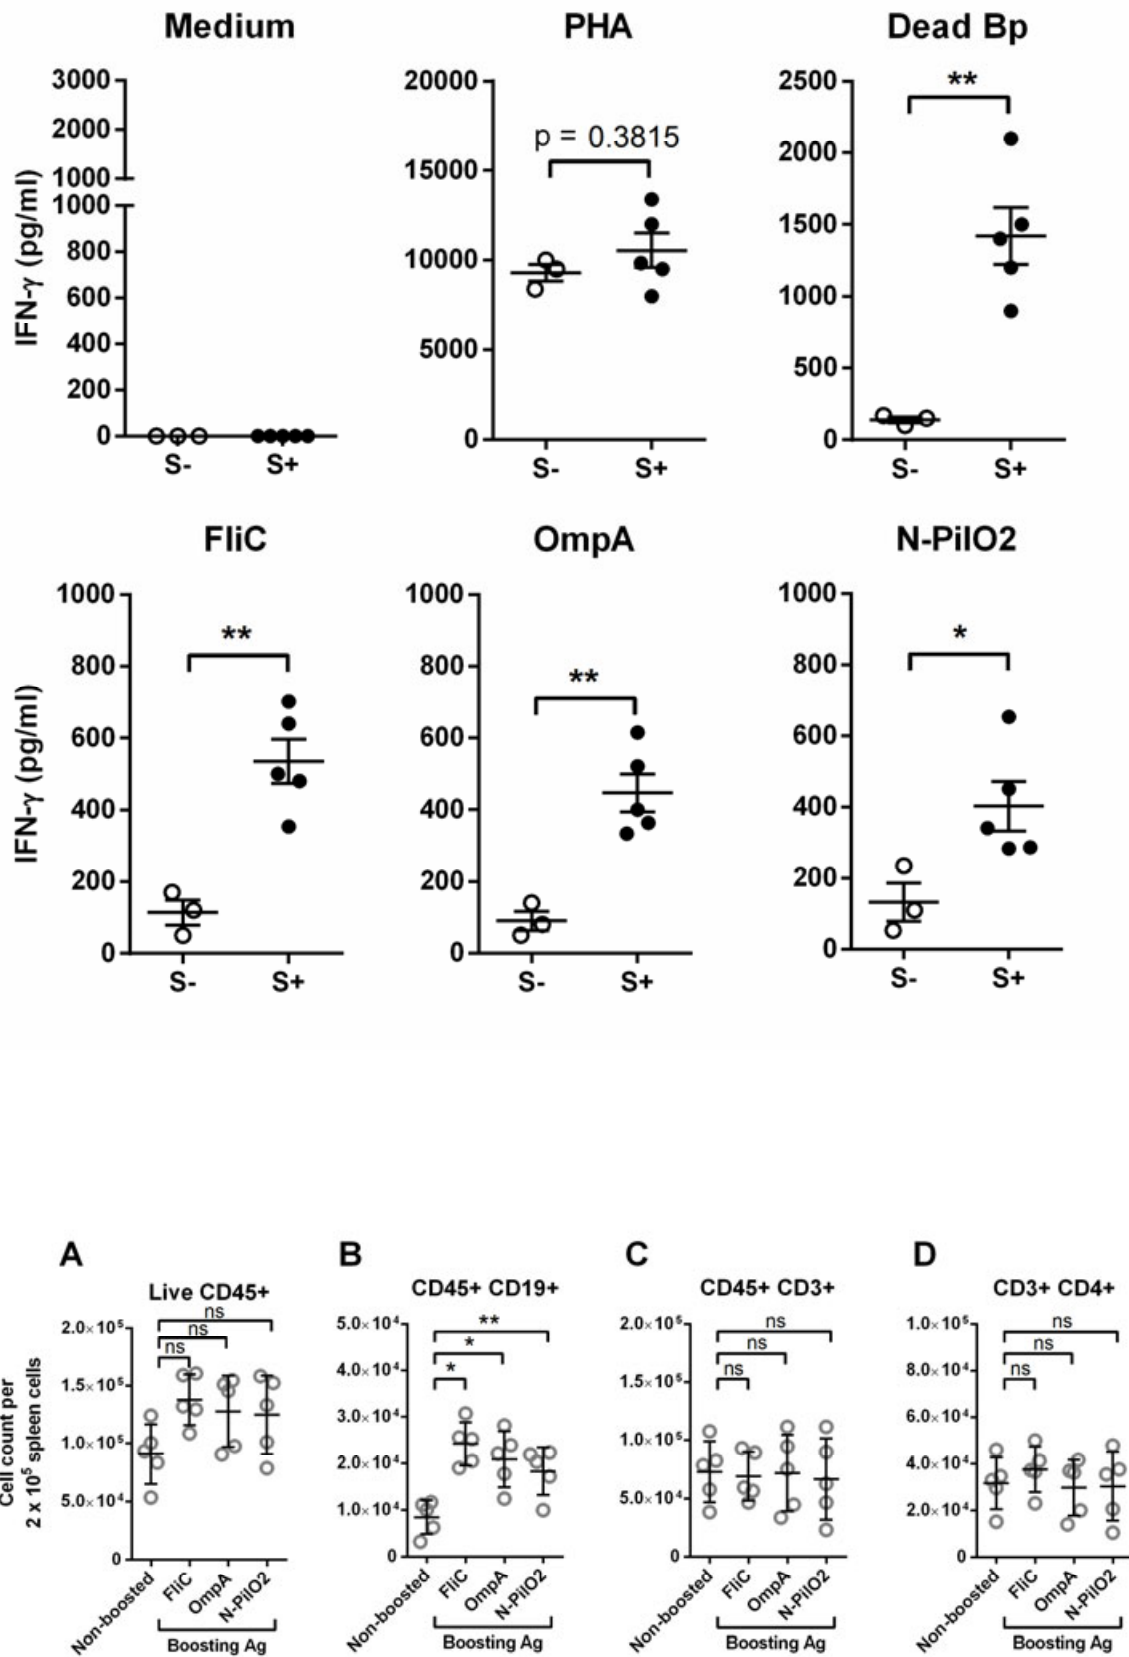 Medium
PHA
Dead Bp
IFN-γ (pg/ml)
3000
2000
1000
1000
800
600
400
200
0
S-
S+
20000
15000
10000
5000
0
p = 0.3815
S-
S+
2500
2000
1500
1000
500
0
**
S-
S+
FliC
OmpA
N-PilO2
IFN-γ (pg/ml)
1000
800
600
400
200
0
**
S-
S+
1000
800
600
400
200
0
**
S-
S+
1000
800
600
400
200
0
*
S-
S+
A
Live CD45+
Cell count per
2 x 10⁵ spleen cells
2.0×10⁵
1.5×10⁵
1.0×10⁵
5.0×10⁴
0
ns
ns
ns
Non-boosted
FliC
OmpA
N-PilO2
Boosting Ag
B
CD45+ CD19+
5.0×10⁴
4.0×10⁴
3.0×10⁴
2.0×10⁴
1.0×10⁴
0
**
*
*
Non-boosted
FliC
OmpA
N-PilO2
Boosting Ag
C
CD45+ CD3+
2.0×10⁵
1.5×10⁵
1.0×10⁵
5.0×10⁴
0
ns
ns
ns
Non-boosted
FliC
OmpA
N-PilO2
Boosting Ag
D
CD3+ CD4+
1.0×10⁵
8.0×10⁴
6.0×10⁴
4.0×10⁴
2.0×10⁴
0
ns
ns
ns
Non-boosted
FliC
OmpA
N-PilO2
Boosting Ag